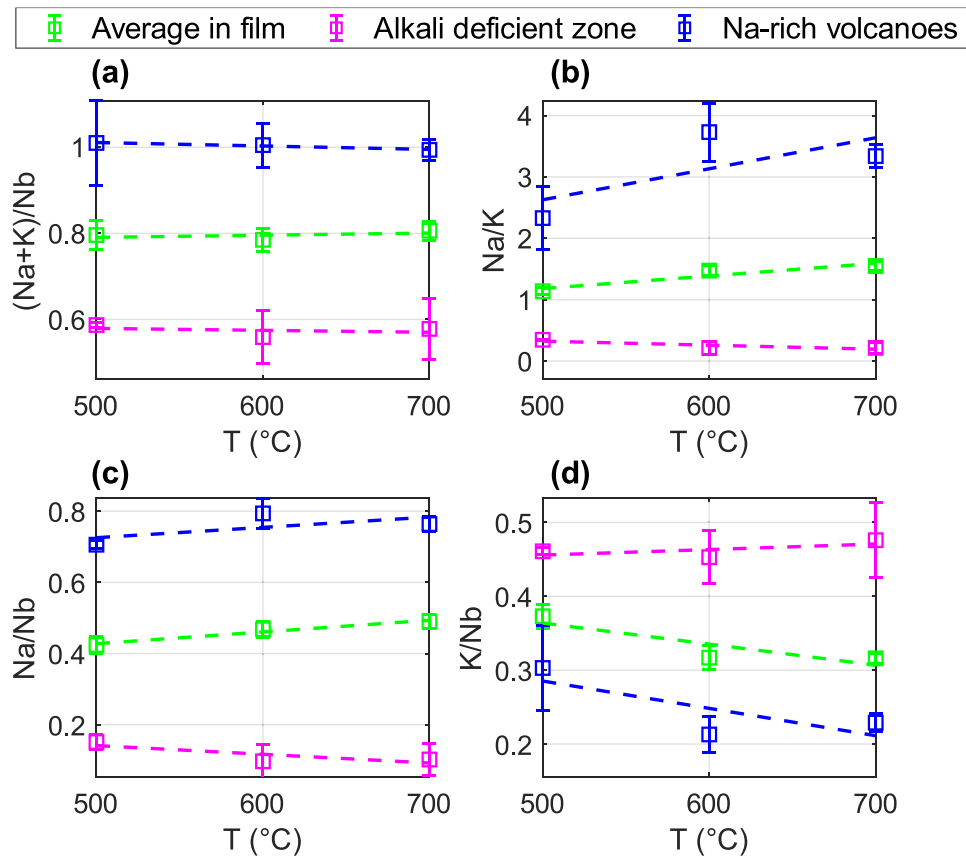 Average in film Alkali deficient zone Na-rich volcanoes
(a)
1
0.8
0.6
(Na+K)/Nb
500 600 700
T (°C)
(b)
4
3
2
1
0
Na/K
500 600 700
T (°C)
(c)
0.8
0.6
0.4
0.2
Na/Nb
500 600 700
T (°C)
(d)
0.5
0.4
0.3
0.2
K/Nb
500 600 700
T (°C)